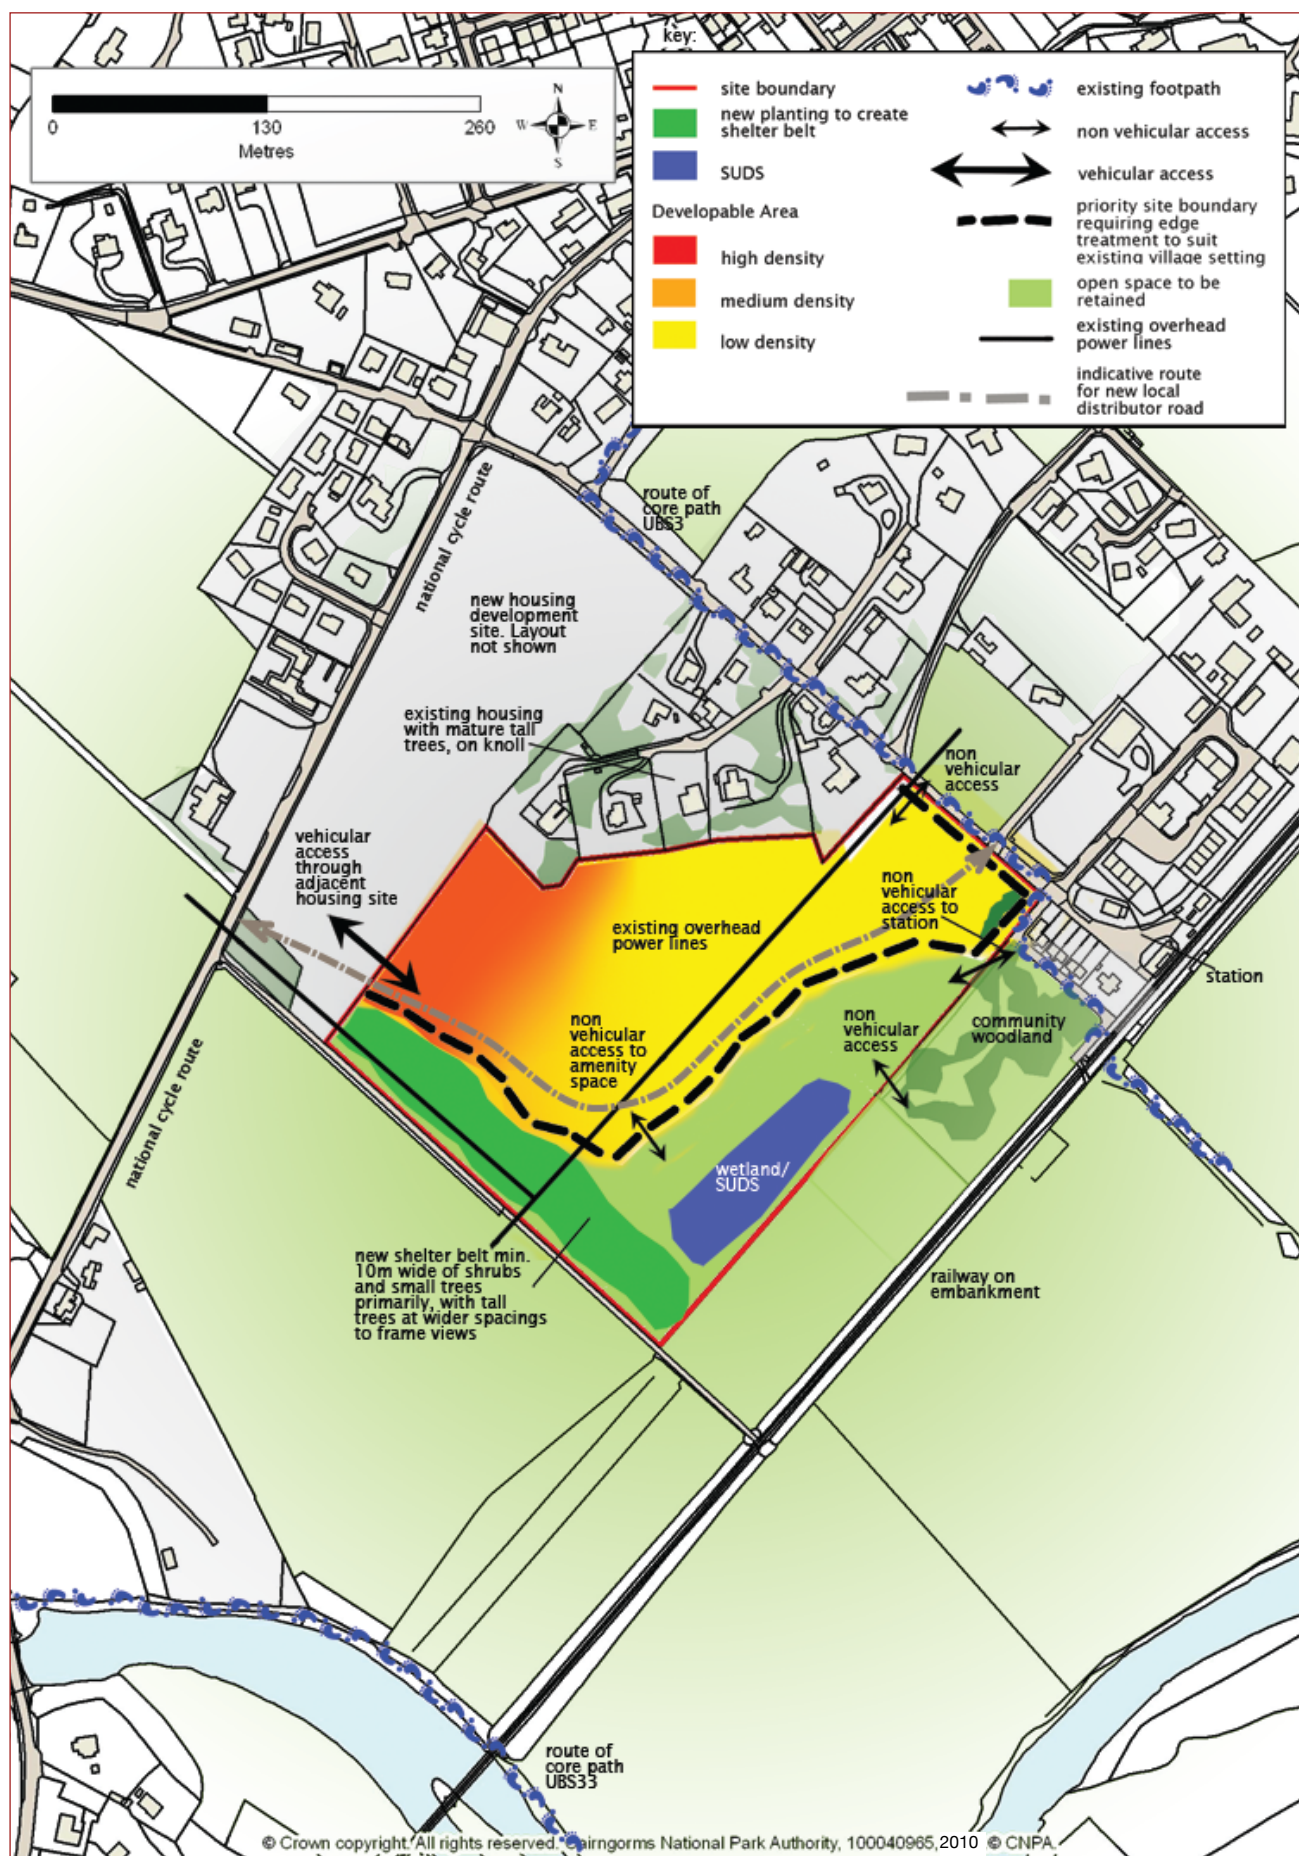 key:
0
130
260
Metres
N
W
E
S
site boundary
new planting to create
shelter belt
SUDS
Developable Area
high density
medium density
low density
existing footpath
non vehicular access
vehicular access
priority site boundary
requiring edge
treatment to suit
existing village setting
open space to be
retained
existing overhead
power lines
indicative route
for new local
distributor road
national cycle route
route of
core path
UBS3
new housing
development
site. Layout
not shown
existing housing
with mature tall
trees, on knoll
non
vehicular
access
vehicular
access
through
adjacent
housing site
non
vehicular
access to
station
existing overhead
power lines
station
non
vehicular
access to
amenity
space
non
vehicular
access
community
woodland
national cycle route
wetland/
SUDS
new shelter belt min.
10m wide of shrubs
and small trees
primarily, with tall
trees at wider spacings
to frame views
railway on
embankment
route of
core path
UBS33
© Crown copyright. All rights reserved. Cairngorms National Park Authority, 100040965, 2010 © CNPA.